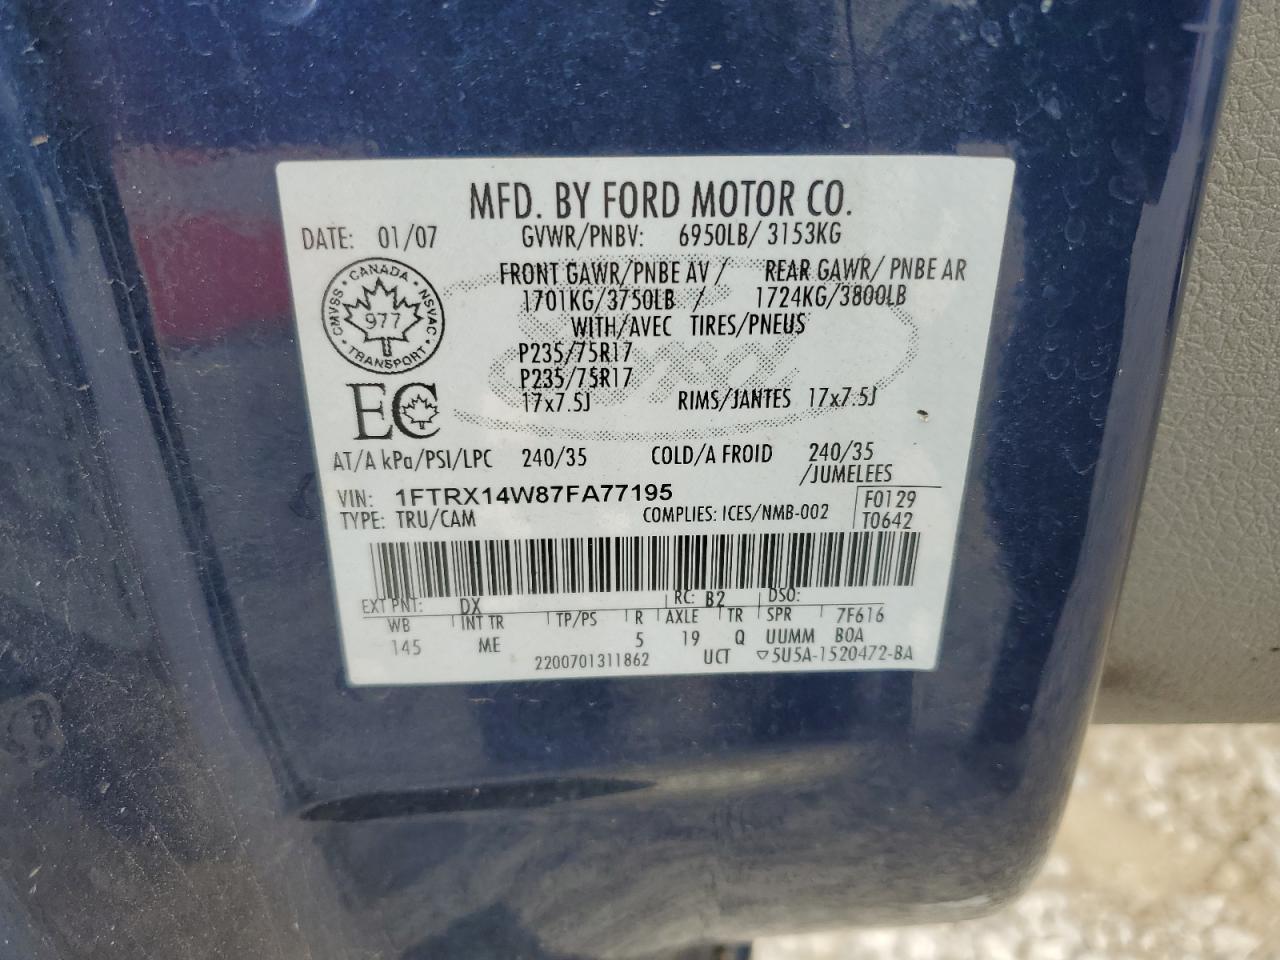 MFD. BY FORD MOTOR CO.
DATE: 01/07 GVWR/PNBV: 6950LB/ 3153KG
FRONT GAWR/PNBE AV / REAR GAWR/ PNBE AR
1701KG/3750LB / 1724KG/3800LB
WITH/AVEC TIRES/PNEUS
P235/75R17
P235/75R17
17x7.5J RIMS/JANTES 17x7.5J
CANADA
CMVSS NSVAC
977
TRANSPORT
EC
AT/A kPa/PSI/LPC 240/35 COLD/A FROID 240/35
/JUMELEES
VIN: 1FTRX14W87FA77195 F0129
TYPE: TRU/CAM COMPLIES: ICES/NMB-002 T0642
EXT PNT: DX RC: B2 DSO:
WB INT TR TP/PS R AXLE TR SPR 7F616
145 ME 5 19 Q UUMM BOA
2200701311862 UCT ▽5U5A-1520472-BA